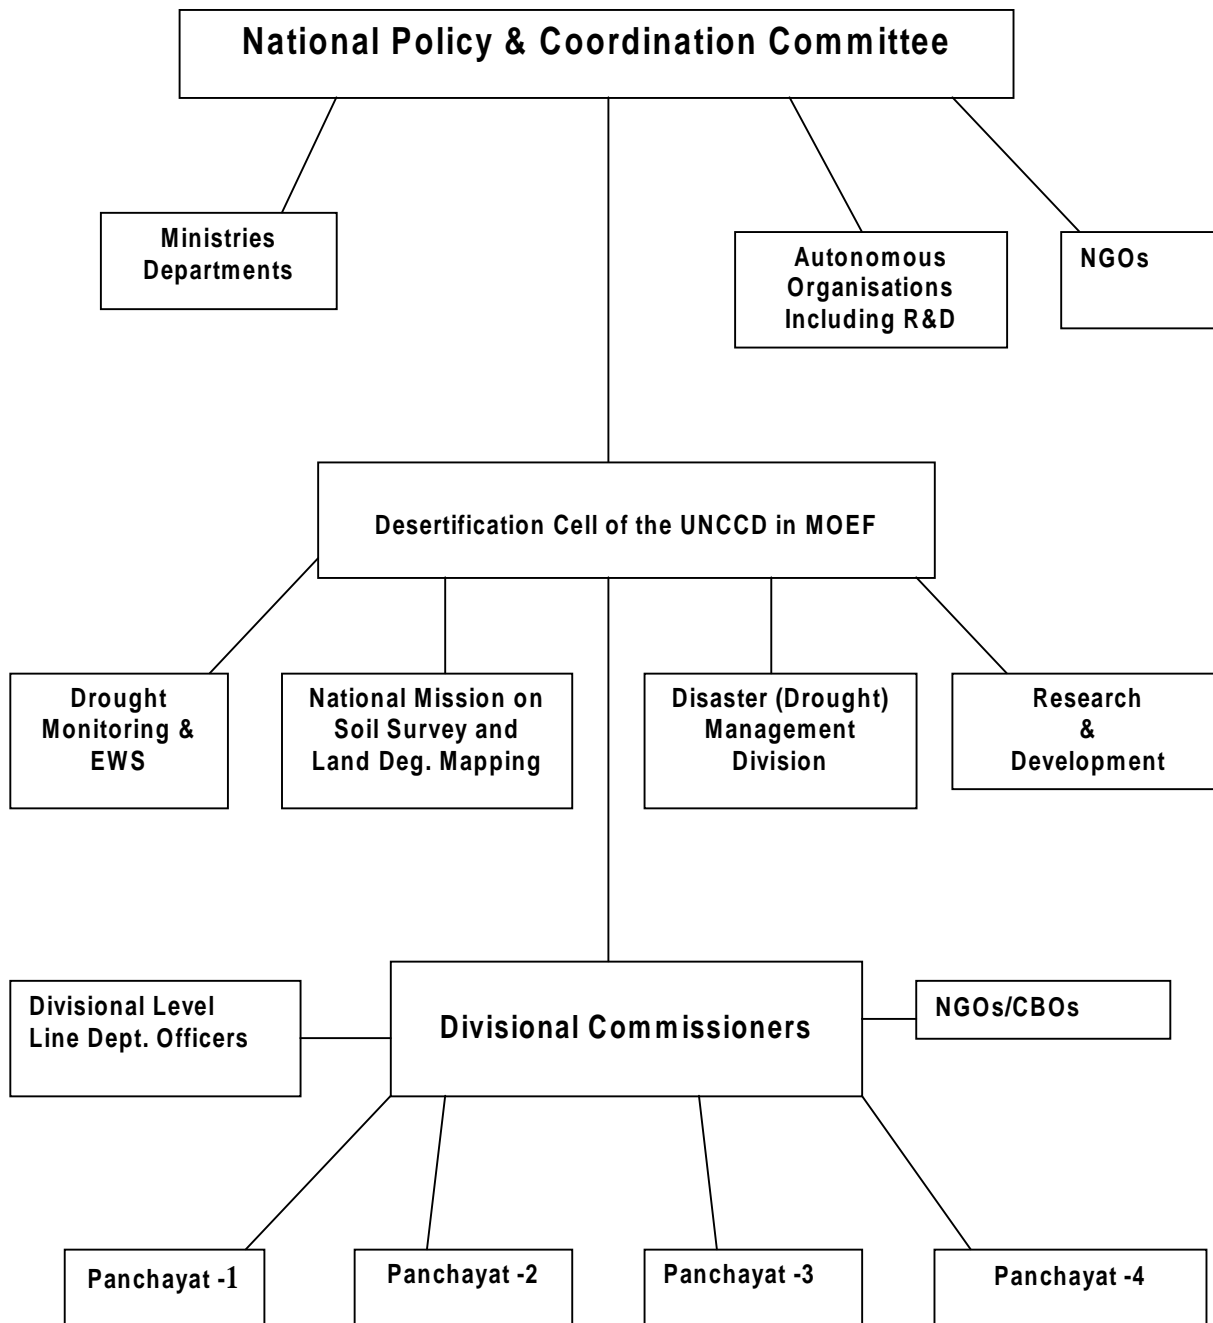 National Policy & Coordination Committee
Ministries
Departments
Autonomous
Organisations
Including R&D
NGOs
Desertification Cell of the UNCCD in MOEF
Drought
Monitoring &
EWS
National Mission on
Soil Survey and
Land Deg. Mapping
Disaster (Drought)
Management
Division
Research
&
Development
Divisional Level
Line Dept. Officers
Divisional Commissioners
NGOs/CBOs
Panchayat -1
Panchayat -2
Panchayat -3
Panchayat -4